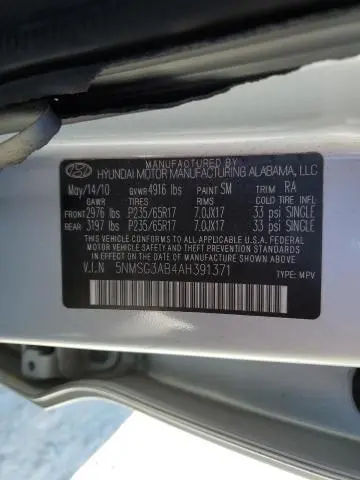 BY HYUNDAI
HYUNDAI MOTOR MANUFACTURING ALABAMA, LLC
May/14/10 GVWR 4916 lbs PAINT SM TRIM RA
GAWR TIRES RIMS COLD TIRE INFL
FRONT 2976 lbs P235/65R17 7.0JX17 33 psi SINGLE
REAR 3197 lbs P235/65R17 7.0JX17 33 psi SINGLE
THIS VEHICLE CONFORMS TO ALL APPLICABLE FEDERAL MOTOR VEHICLE SAFETY AND THEFT PREVENTION STANDARDS IN EFFECT ON THE DATE OF MANUFACTURE SHOWN ABOVE.
V.I.N 5NMSG3AB4AH391371 TYPE: MPV